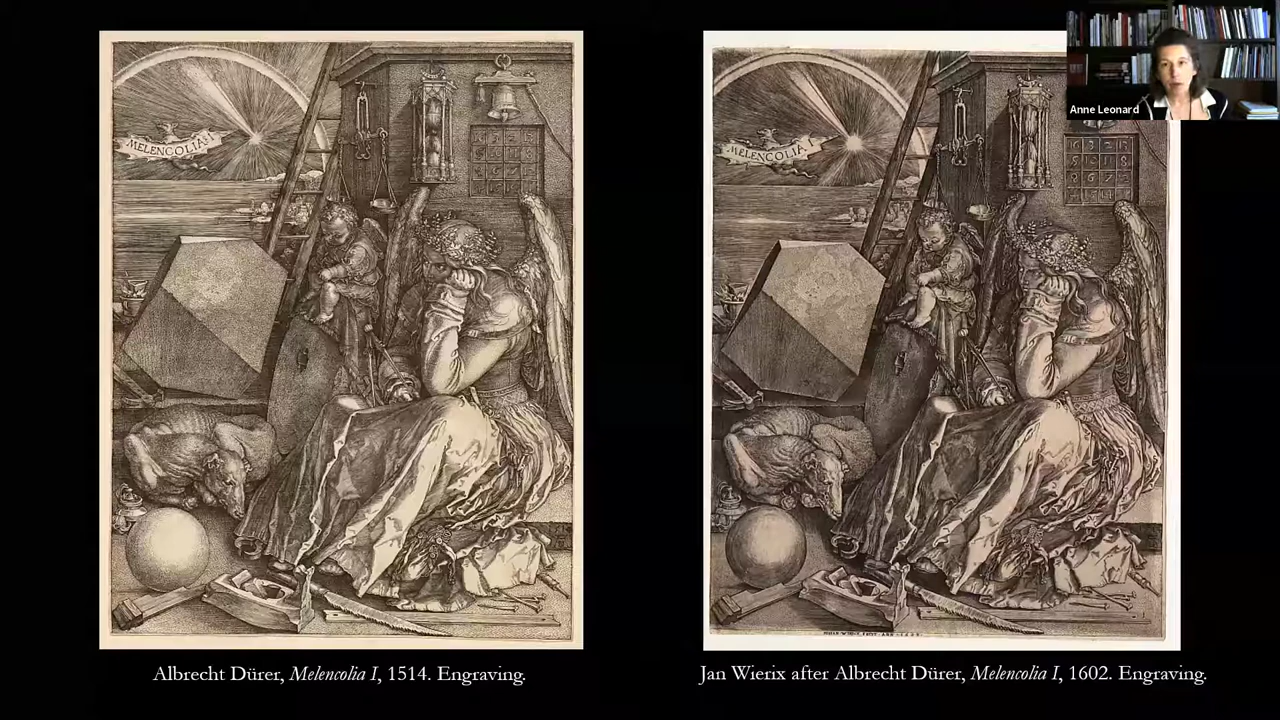 MELENCOLIA I
MELENCOLIA I
Anne Leonard
Albrecht Dürer, Melencolia I, 1514. Engraving.
Jan Wierix after Albrecht Dürer, Melencolia I, 1602. Engraving.